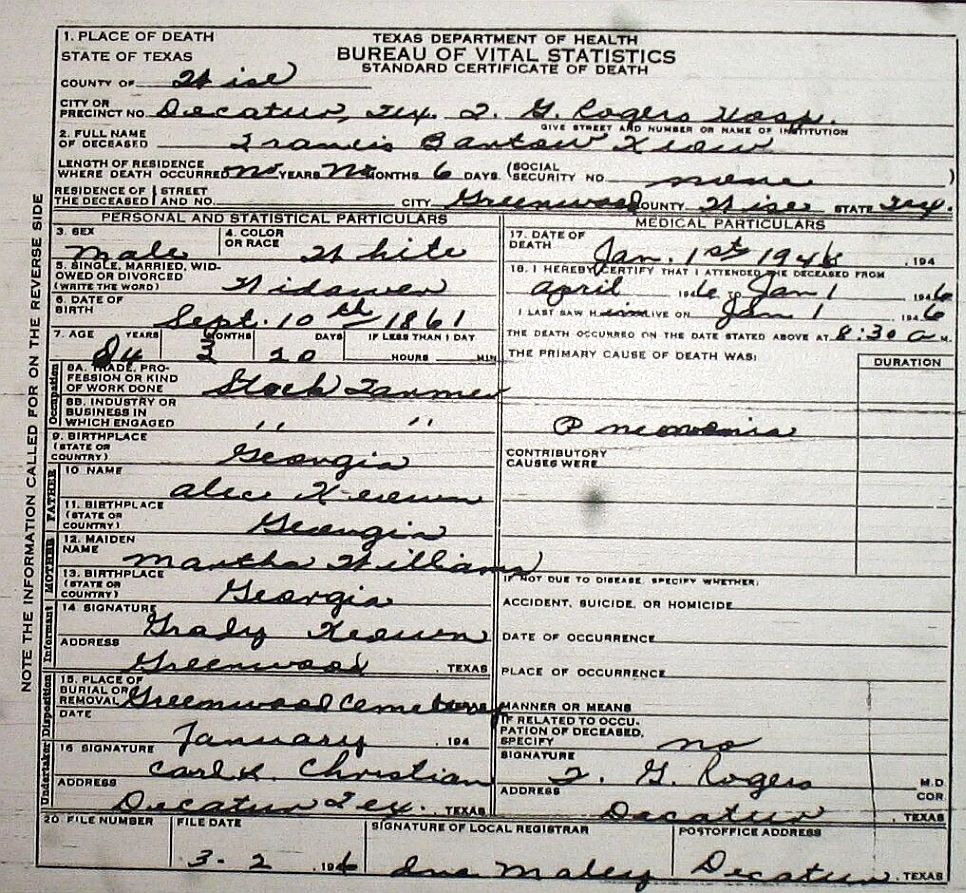 TEXAS DEPARTMENT OF HEALTH
BUREAU OF VITAL STATISTICS
STANDARD CERTIFICATE OF DEATH
NOTE THE INFORMATION CALLED FOR ON THE REVERSE SIDE
1. PLACE OF DEATH
STATE OF TEXAS
COUNTY OF Wise
CITY OR PRECINCT NO. Decatur, Tex. T. G. Rogers Hosp.
GIVE STREET AND NUMBER OR NAME OF INSTITUTION
2. FULL NAME OF DECEASED Francis Bartow
LENGTH OF RESIDENCE WHERE DEATH OCCURRED no YEARS no MONTHS 6 DAYS (SOCIAL SECURITY NO. none )
RESIDENCE OF THE DECEASED STREET AND NO. CITY Greenwood COUNTY Wise STATE Tex.
PERSONAL AND STATISTICAL PARTICULARS
3. SEX Male
4. COLOR OR RACE White
5. SINGLE, MARRIED, WIDOWED OR DIVORCED (WRITE THE WORD) Widower
6. DATE OF BIRTH Sept. 10th 1861
7. AGE YEARS 84 MONTHS DAYS 20 IF LESS THAN 1 DAY HOURS MIN
Occupation
8A. TRADE, PROFESSION OR KIND OF WORK DONE Stock Farmer
8B. INDUSTRY OR BUSINESS IN WHICH ENGAGED " "
9. BIRTHPLACE (STATE OR COUNTRY) Georgia
FATHER
10 NAME Alec Keown
11. BIRTHPLACE (STATE OR COUNTRY) Georgia
MOTHER
12. MAIDEN NAME Martha Williams
13. BIRTHPLACE (STATE OR COUNTRY) Georgia
Informant
14 SIGNATURE Grady Keown
ADDRESS Greenwood , TEXAS
Disposition
15. PLACE OF BURIAL OR REMOVAL Greenwood Cemetery
DATE January , 194
Undertaker
16 SIGNATURE Carl L. Christian
ADDRESS Decatur Tex. , TEXAS
MEDICAL PARTICULARS
17. DATE OF DEATH Jan. 1st 1946 , 194
18. I HEREBY CERTIFY THAT I ATTENDED THE DECEASED FROM
April 1946 TO Jan 1 1946
I LAST SAW H im ALIVE ON Jan 1 1946
THE DEATH OCCURRED ON THE DATE STATED ABOVE AT 8:30 a M.
THE PRIMARY CAUSE OF DEATH WAS: DURATION
Pneumonia
CONTRIBUTORY CAUSES WERE
IF NOT DUE TO DISEASE, SPECIFY WHETHER:
ACCIDENT, SUICIDE, OR HOMICIDE
DATE OF OCCURRENCE
PLACE OF OCCURRENCE
MANNER OR MEANS
IF RELATED TO OCCUPATION OF DECEASED, SPECIFY no
SIGNATURE T. G. Rogers M.D COR.
ADDRESS Decatur , TEXAS
20 FILE NUMBER
FILE DATE 3-2 , 1946
SIGNATURE OF LOCAL REGISTRAR Maley
POSTOFFICE ADDRESS Decatur , TEXAS